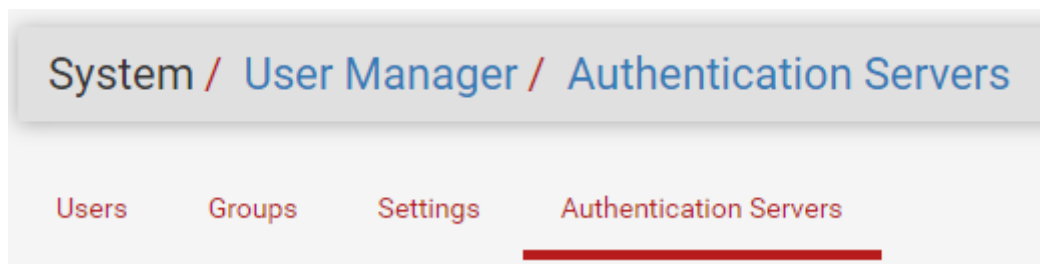 System / User Manager / Authentication Servers
Users Groups Settings Authentication Servers